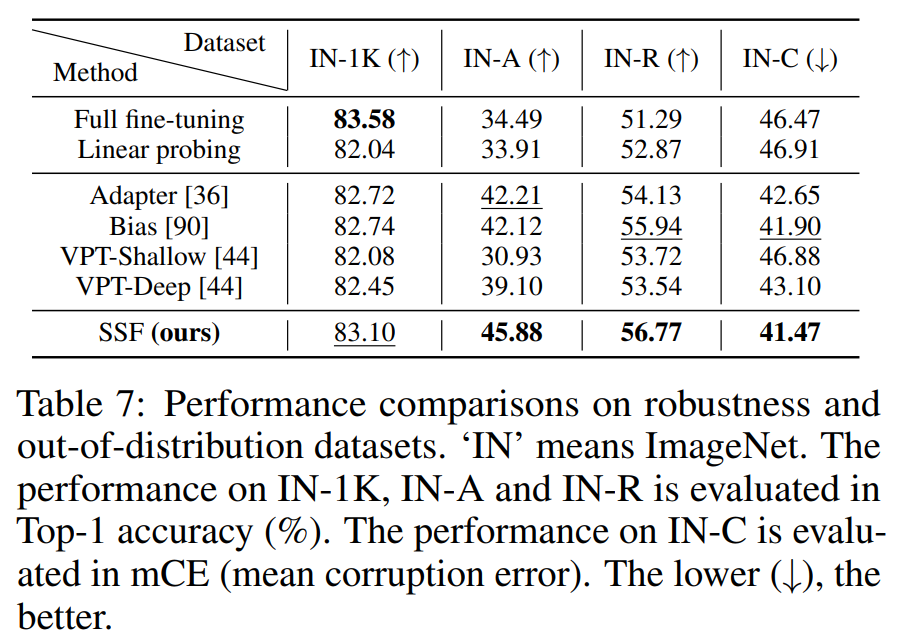 Dataset
Method
IN-1K (↑) IN-A (↑) IN-R (↑) IN-C (↓)
Full fine-tuning 83.58 34.49 51.29 46.47
Linear probing 82.04 33.91 52.87 46.91
Adapter [36] 82.72 42.21 54.13 42.65
Bias [90] 82.74 42.12 55.94 41.90
VPT-Shallow [44] 82.08 30.93 53.72 46.88
VPT-Deep [44] 82.45 39.10 53.54 43.10
SSF (ours) 83.10 45.88 56.77 41.47
Table 7: Performance comparisons on robustness and
out-of-distribution datasets. ‘IN’ means ImageNet. The
performance on IN-1K, IN-A and IN-R is evaluated in
Top-1 accuracy (%). The performance on IN-C is evalu-
ated in mCE (mean corruption error). The lower (↓), the
better.